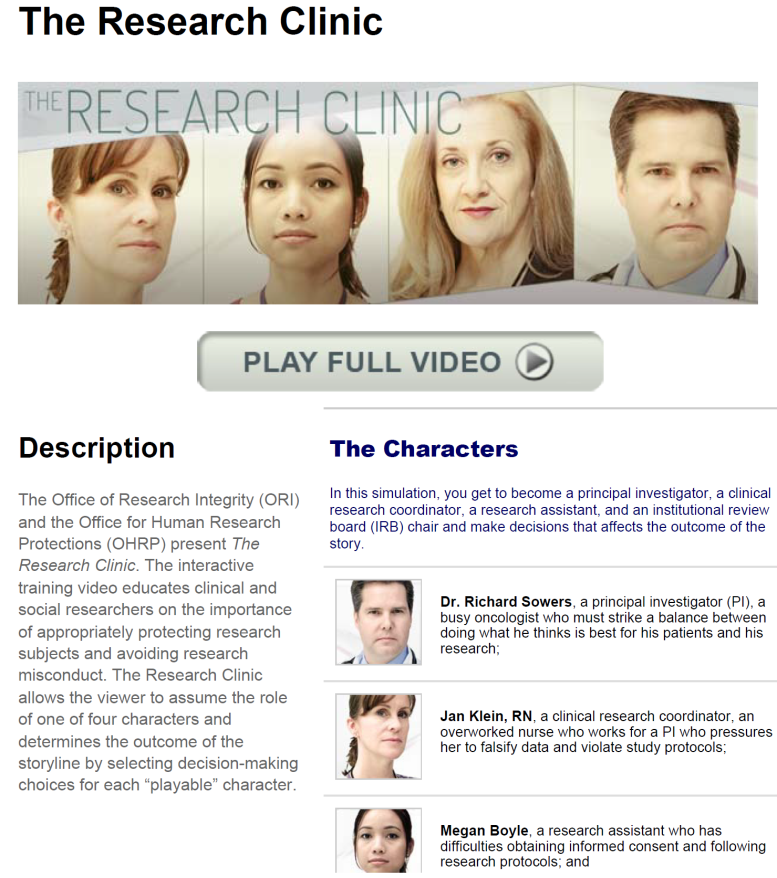 The Research Clinic
THE RESEARCH CLINIC
PLAY FULL VIDEO
Description
The Office of Research Integrity (ORI)
and the Office for Human Research
Protections (OHRP) present The
Research Clinic. The interactive
training video educates clinical and
social researchers on the importance
of appropriately protecting research
subjects and avoiding research
misconduct. The Research Clinic
allows the viewer to assume the role
of one of four characters and
determines the outcome of the
storyline by selecting decision-making
choices for each “playable” character.
The Characters
In this simulation, you get to become a principal investigator, a clinical
research coordinator, a research assistant, and an institutional review
board (IRB) chair and make decisions that affects the outcome of the
story.
Dr. Richard Sowers, a principal investigator (PI), a
busy oncologist who must strike a balance between
doing what he thinks is best for his patients and his
research;
Jan Klein, RN, a clinical research coordinator, an
overworked nurse who works for a PI who pressures
her to falsify data and violate study protocols;
Megan Boyle, a research assistant who has
difficulties obtaining informed consent and following
research protocols; and